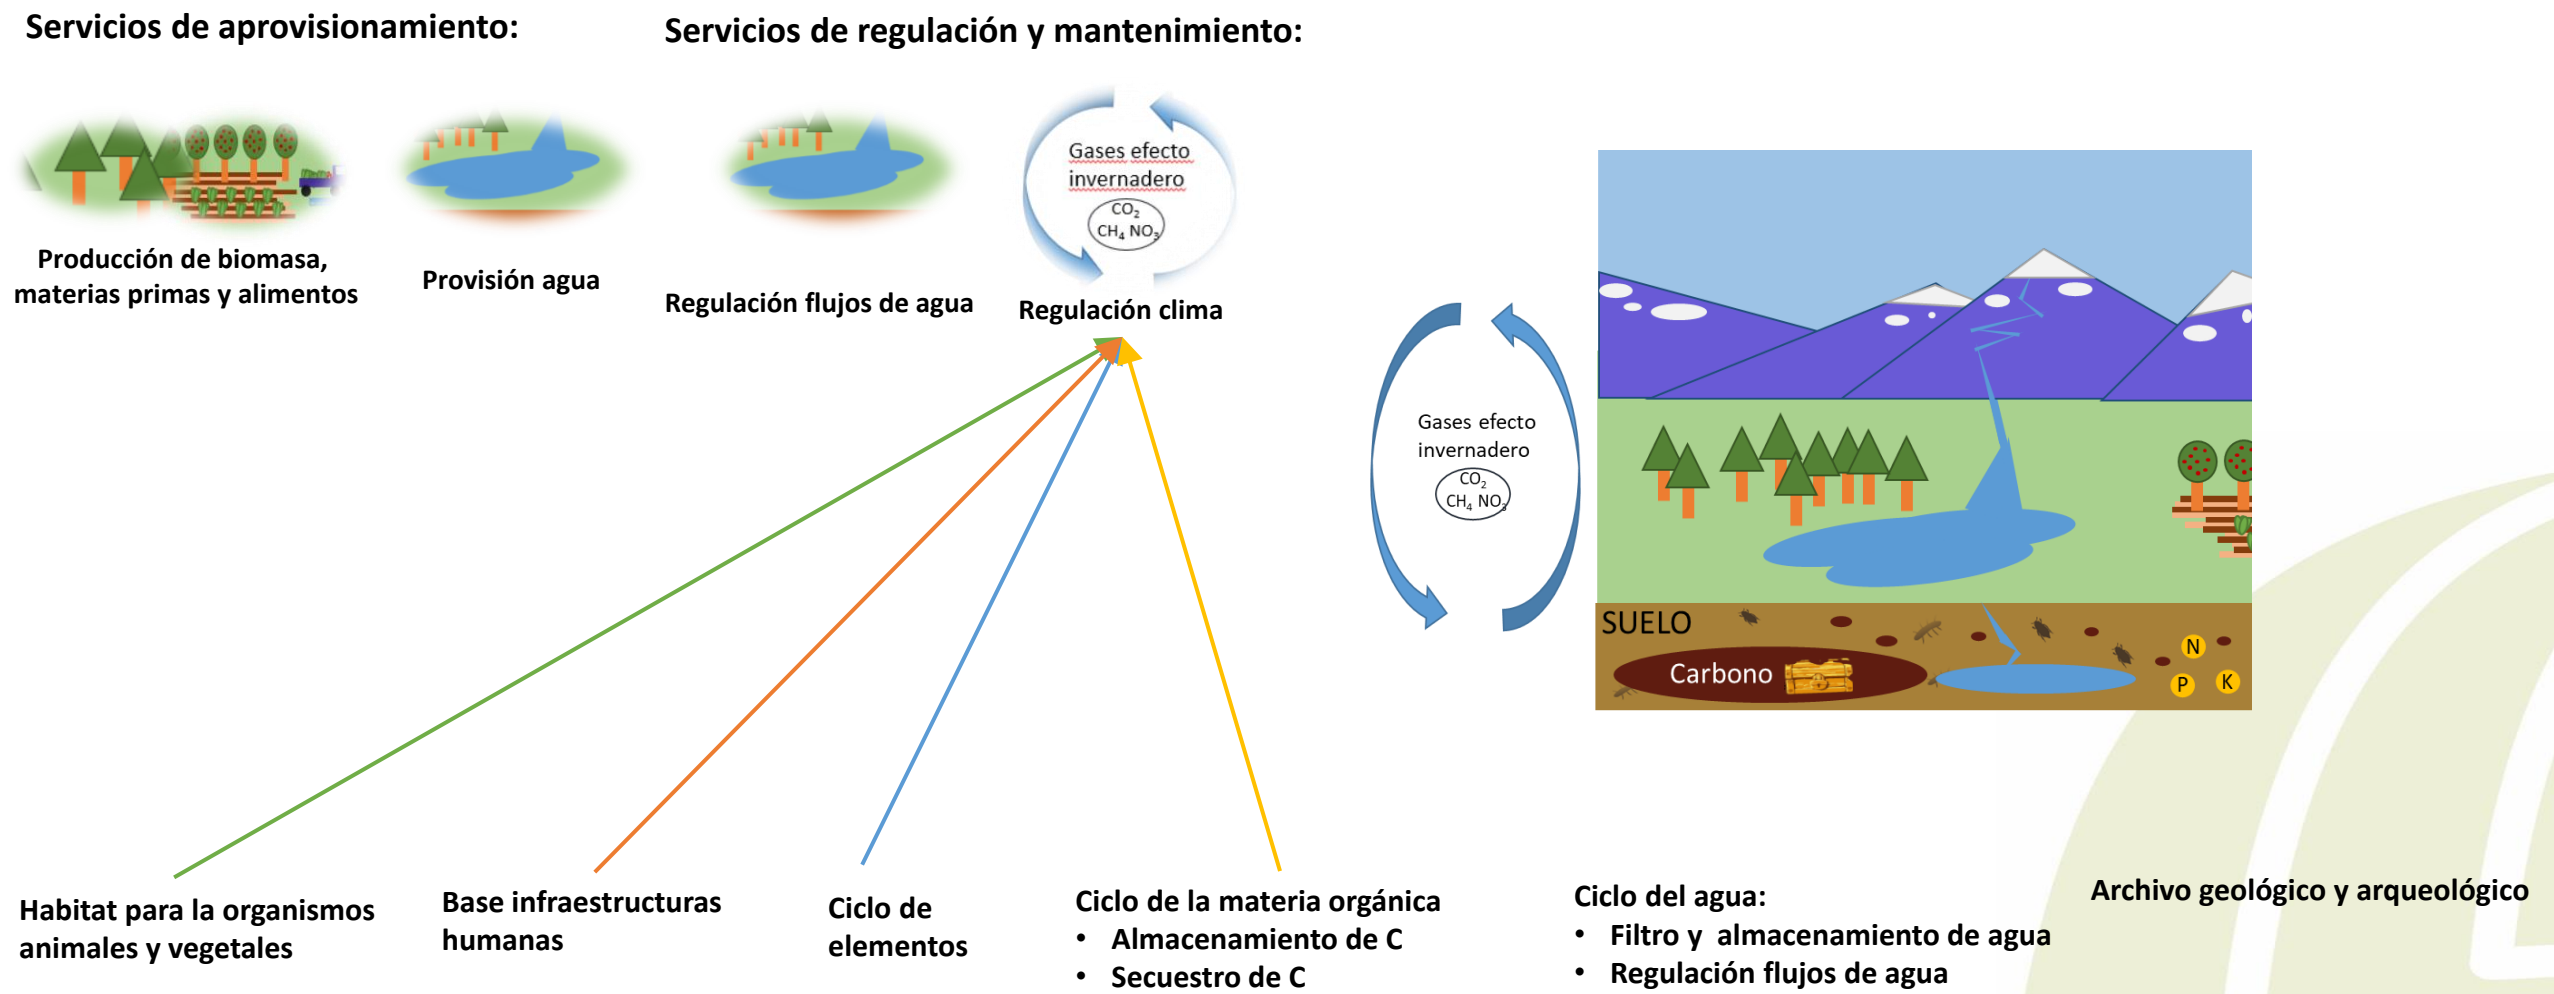 Servicios de aprovisionamiento:
Servicios de regulación y mantenimiento:
Gases efecto
invernadero
CO₂
CH₄ NO₃
Producción de biomasa,
materias primas y alimentos
Provisión agua
Regulación flujos de agua
Regulación clima
Gases efecto
invernadero
CO₂
CH₄ NO₃
SUELO
Carbono
N
P
K
Habitat para la organismos
animales y vegetales
Base infraestructuras
humanas
Ciclo de
elementos
Ciclo de la materia orgánica
• Almacenamiento de C
• Secuestro de C
Ciclo del agua:
• Filtro y almacenamiento de agua
• Regulación flujos de agua
Archivo geológico y arqueológico